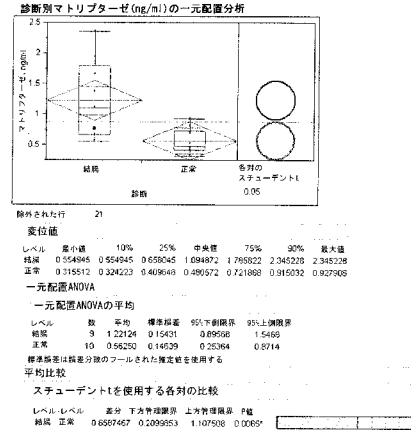 診断別マトリプターゼ(ng/ml)の一元配置分析
2.5
2
1.5
1
0.5
マトリプターゼ, ng/ml
結腸 正常 各対の
スチューデントt
診断 0.05
除外された行 21
変位値
レベル 最小値 10% 25% 中央値 75% 90% 最大値
結腸 0.554945 0.554945 0.658045 1.094872 1.785822 2.345228 2.345228
正常 0.315512 0.324223 0.409648 0.480572 0.721868 0.915032 0.927908
一元配置ANOVA
一元配置ANOVAの平均
レベル 数 平均 標準誤差 95%下側限界 95%上側限界
結腸 9 1.22124 0.15431 0.89568 1.5468
正常 10 0.56250 0.14639 0.25364 0.8714
標準誤差は誤差分散のプールされた推定値を使用する
平均比較
スチューデントtを使用する各対の比較
レベル - レベル 差分 下方管理限界 上方管理限界 P値
結腸 正常 0.6587467 0.2099853 1.107508 0.0065*